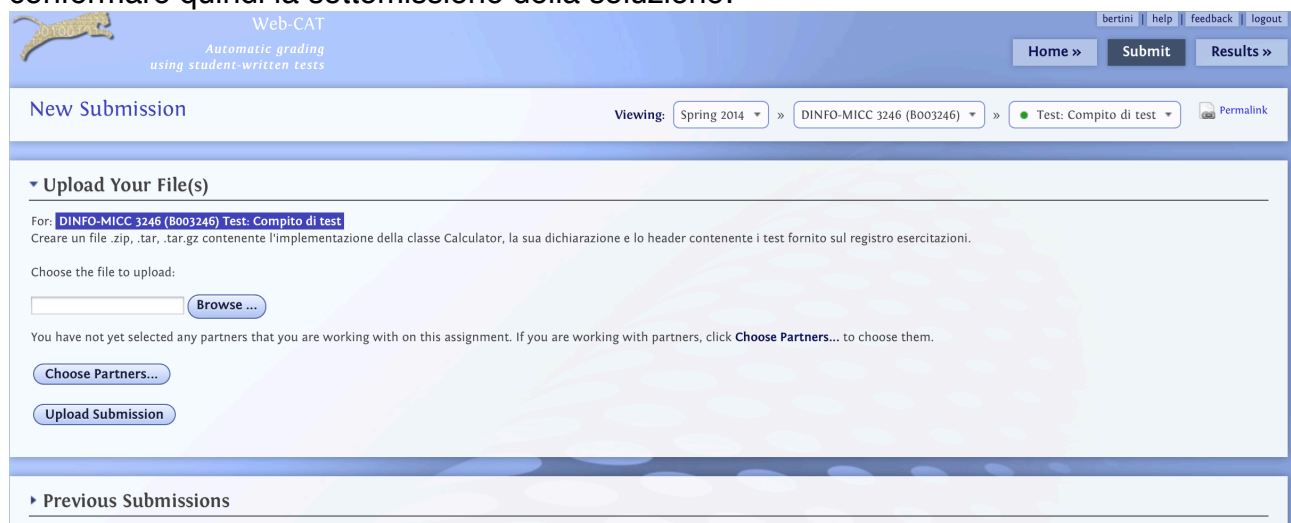 confermare quindi la sottomissione della soluzione.
Web-CAT
bertini | help | feedback | logout
Automatic grading
using student-written tests
Home » Submit Results »
New Submission
Viewing: Spring 2014 » DINFO-MICC 3246 (B003246) » Test: Compito di test Permalink
Upload Your File(s)
For: DINFO-MICC 3246 (B003246) Test: Compito di test
Creare un file .zip, .tar, .tar.gz contenente l'implementazione della classe Calculator, la sua dichiarazione e lo header contenente i test fornito sul registro esercitazioni.
Choose the file to upload:
Browse ...
You have not yet selected any partners that you are working with on this assignment. If you are working with partners, click Choose Partners... to choose them.
Choose Partners...
Upload Submission
Previous Submissions